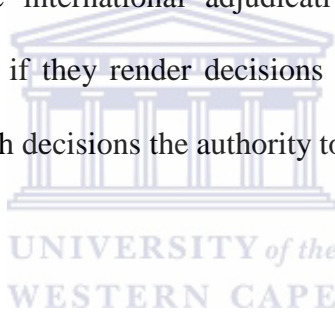 international adjudicati
if they render decisions
h decisions the authority to
UNIVERSITY of the
WESTERN CAPE